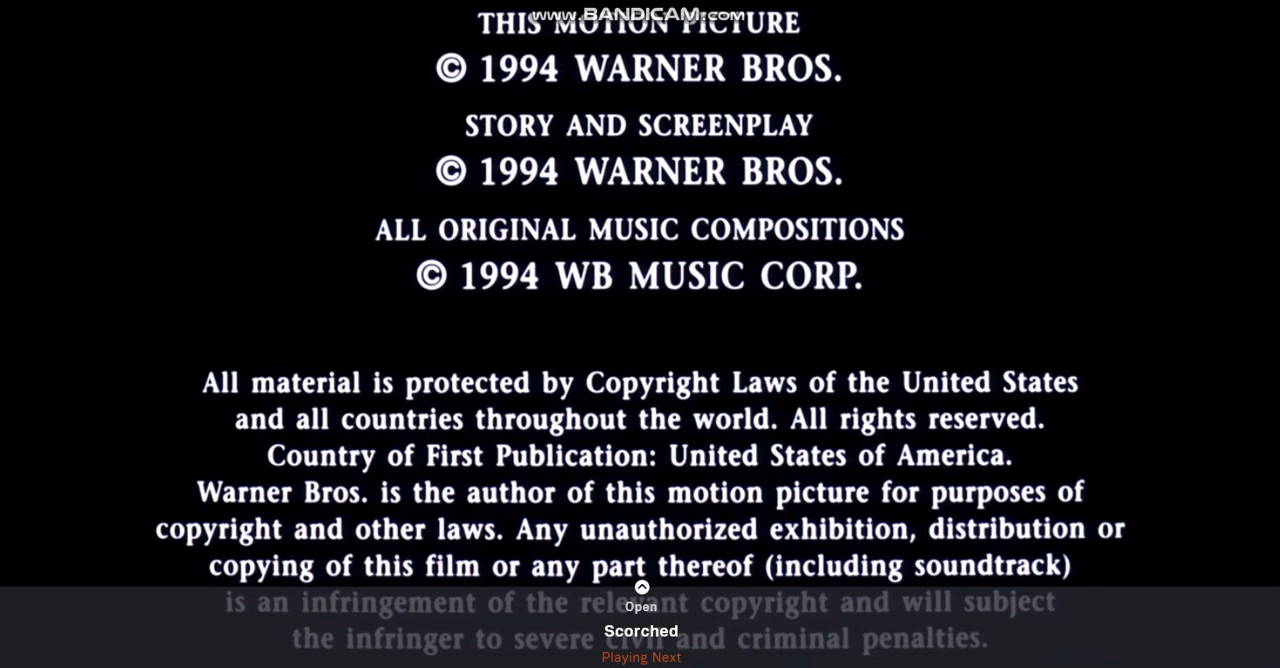 www.BANDICAM.com
THIS MOTION PICTURE
© 1994 WARNER BROS.
STORY AND SCREENPLAY
© 1994 WARNER BROS.
ALL ORIGINAL MUSIC COMPOSITIONS
© 1994 WB MUSIC CORP.
All material is protected by Copyright Laws of the United States
and all countries throughout the world. All rights reserved.
Country of First Publication: United States of America.
Warner Bros. is the author of this motion picture for purposes of
copyright and other laws. Any unauthorized exhibition, distribution or
copying of this film or any part thereof (including soundtrack)
is an infringement of the relevant copyright and will subject
Open
Scorched
the infringer to severe civil and criminal penalties.
Playing Next